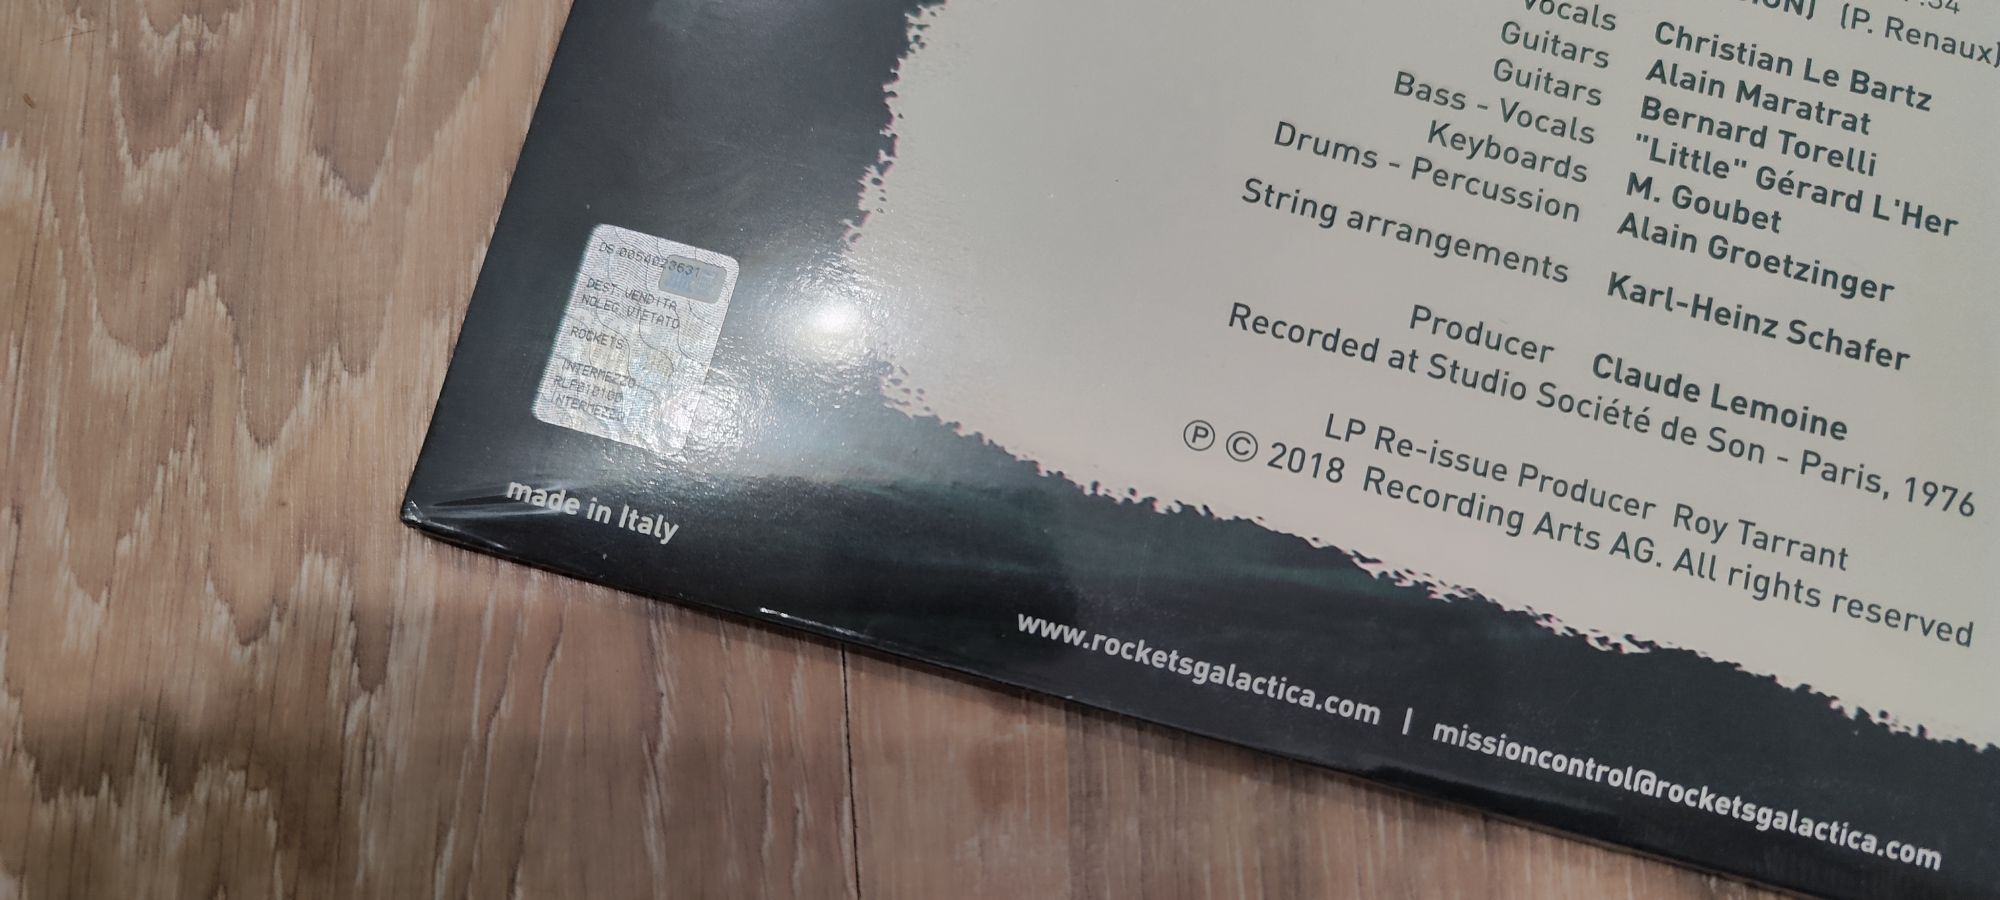 (P. Renaux)
Vocals Christian Le Bartz
Guitars Alain Maratrat
Guitars Bernard Torelli
Bass - Vocals "Little" Gérard L'Her
Keyboards M. Goubet
Drums - Percussion Alain Groetzinger
String arrangements Karl-Heinz Schafer
Producer Claude Lemoine
Recorded at Studio Société de Son - Paris, 1976
LP Re-issue Producer Roy Tarrant
Ⓟ © 2018 Recording Arts AG. All rights reserved
DEST. VENDITA
NOLEG. VIETATO
ROCKETS
INTERMEZZO
INTERMEZZO
made in Italy
www.rocketsgalactica.com | missioncontrol@rocketsgalactica.com